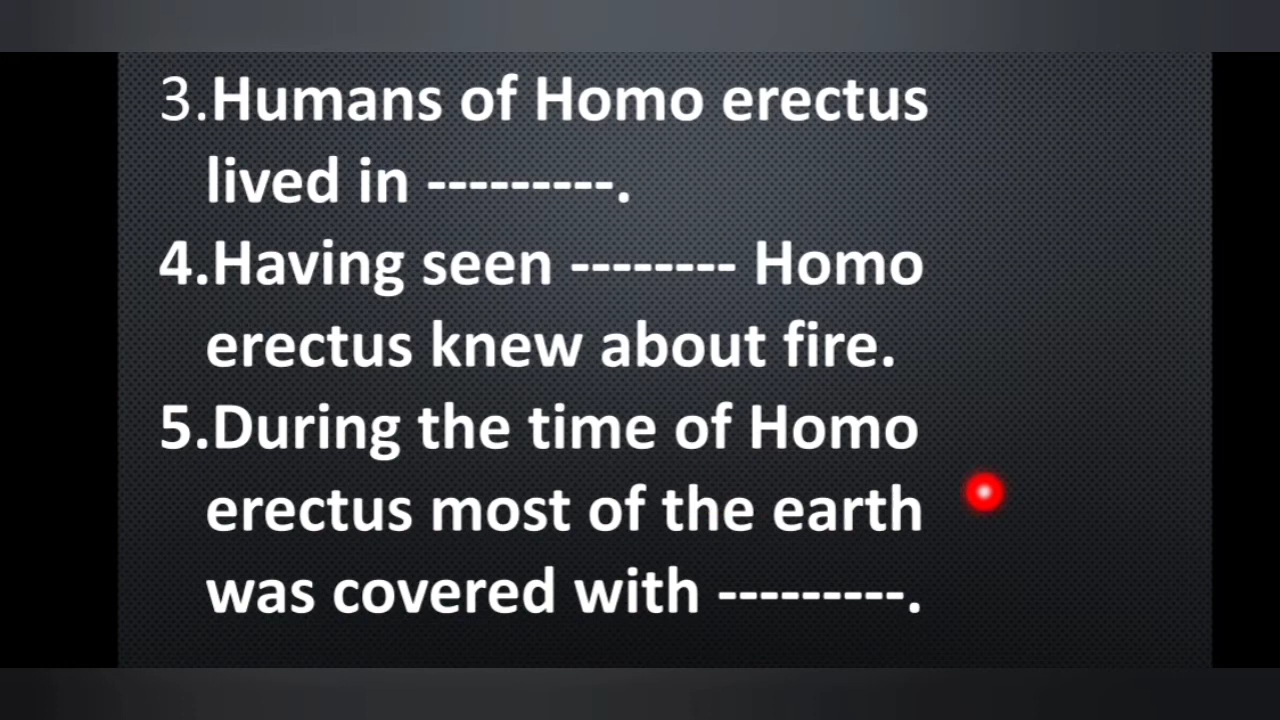 3.Humans of Homo erectus
lived in ---------.
4.Having seen -------- Homo
erectus knew about fire.
5.During the time of Homo
erectus most of the earth
was covered with ---------.